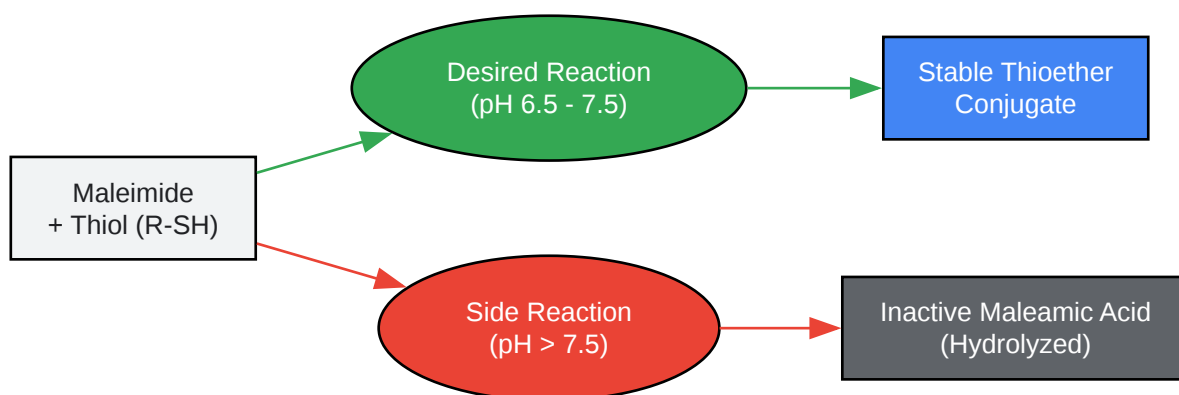 Maleimide
+ Thiol (R-SH)
Desired Reaction
(pH 6.5 - 7.5)
Stable Thioether
Conjugate
Side Reaction
(pH > 7.5)
Inactive Maleamic Acid
(Hydrolyzed)